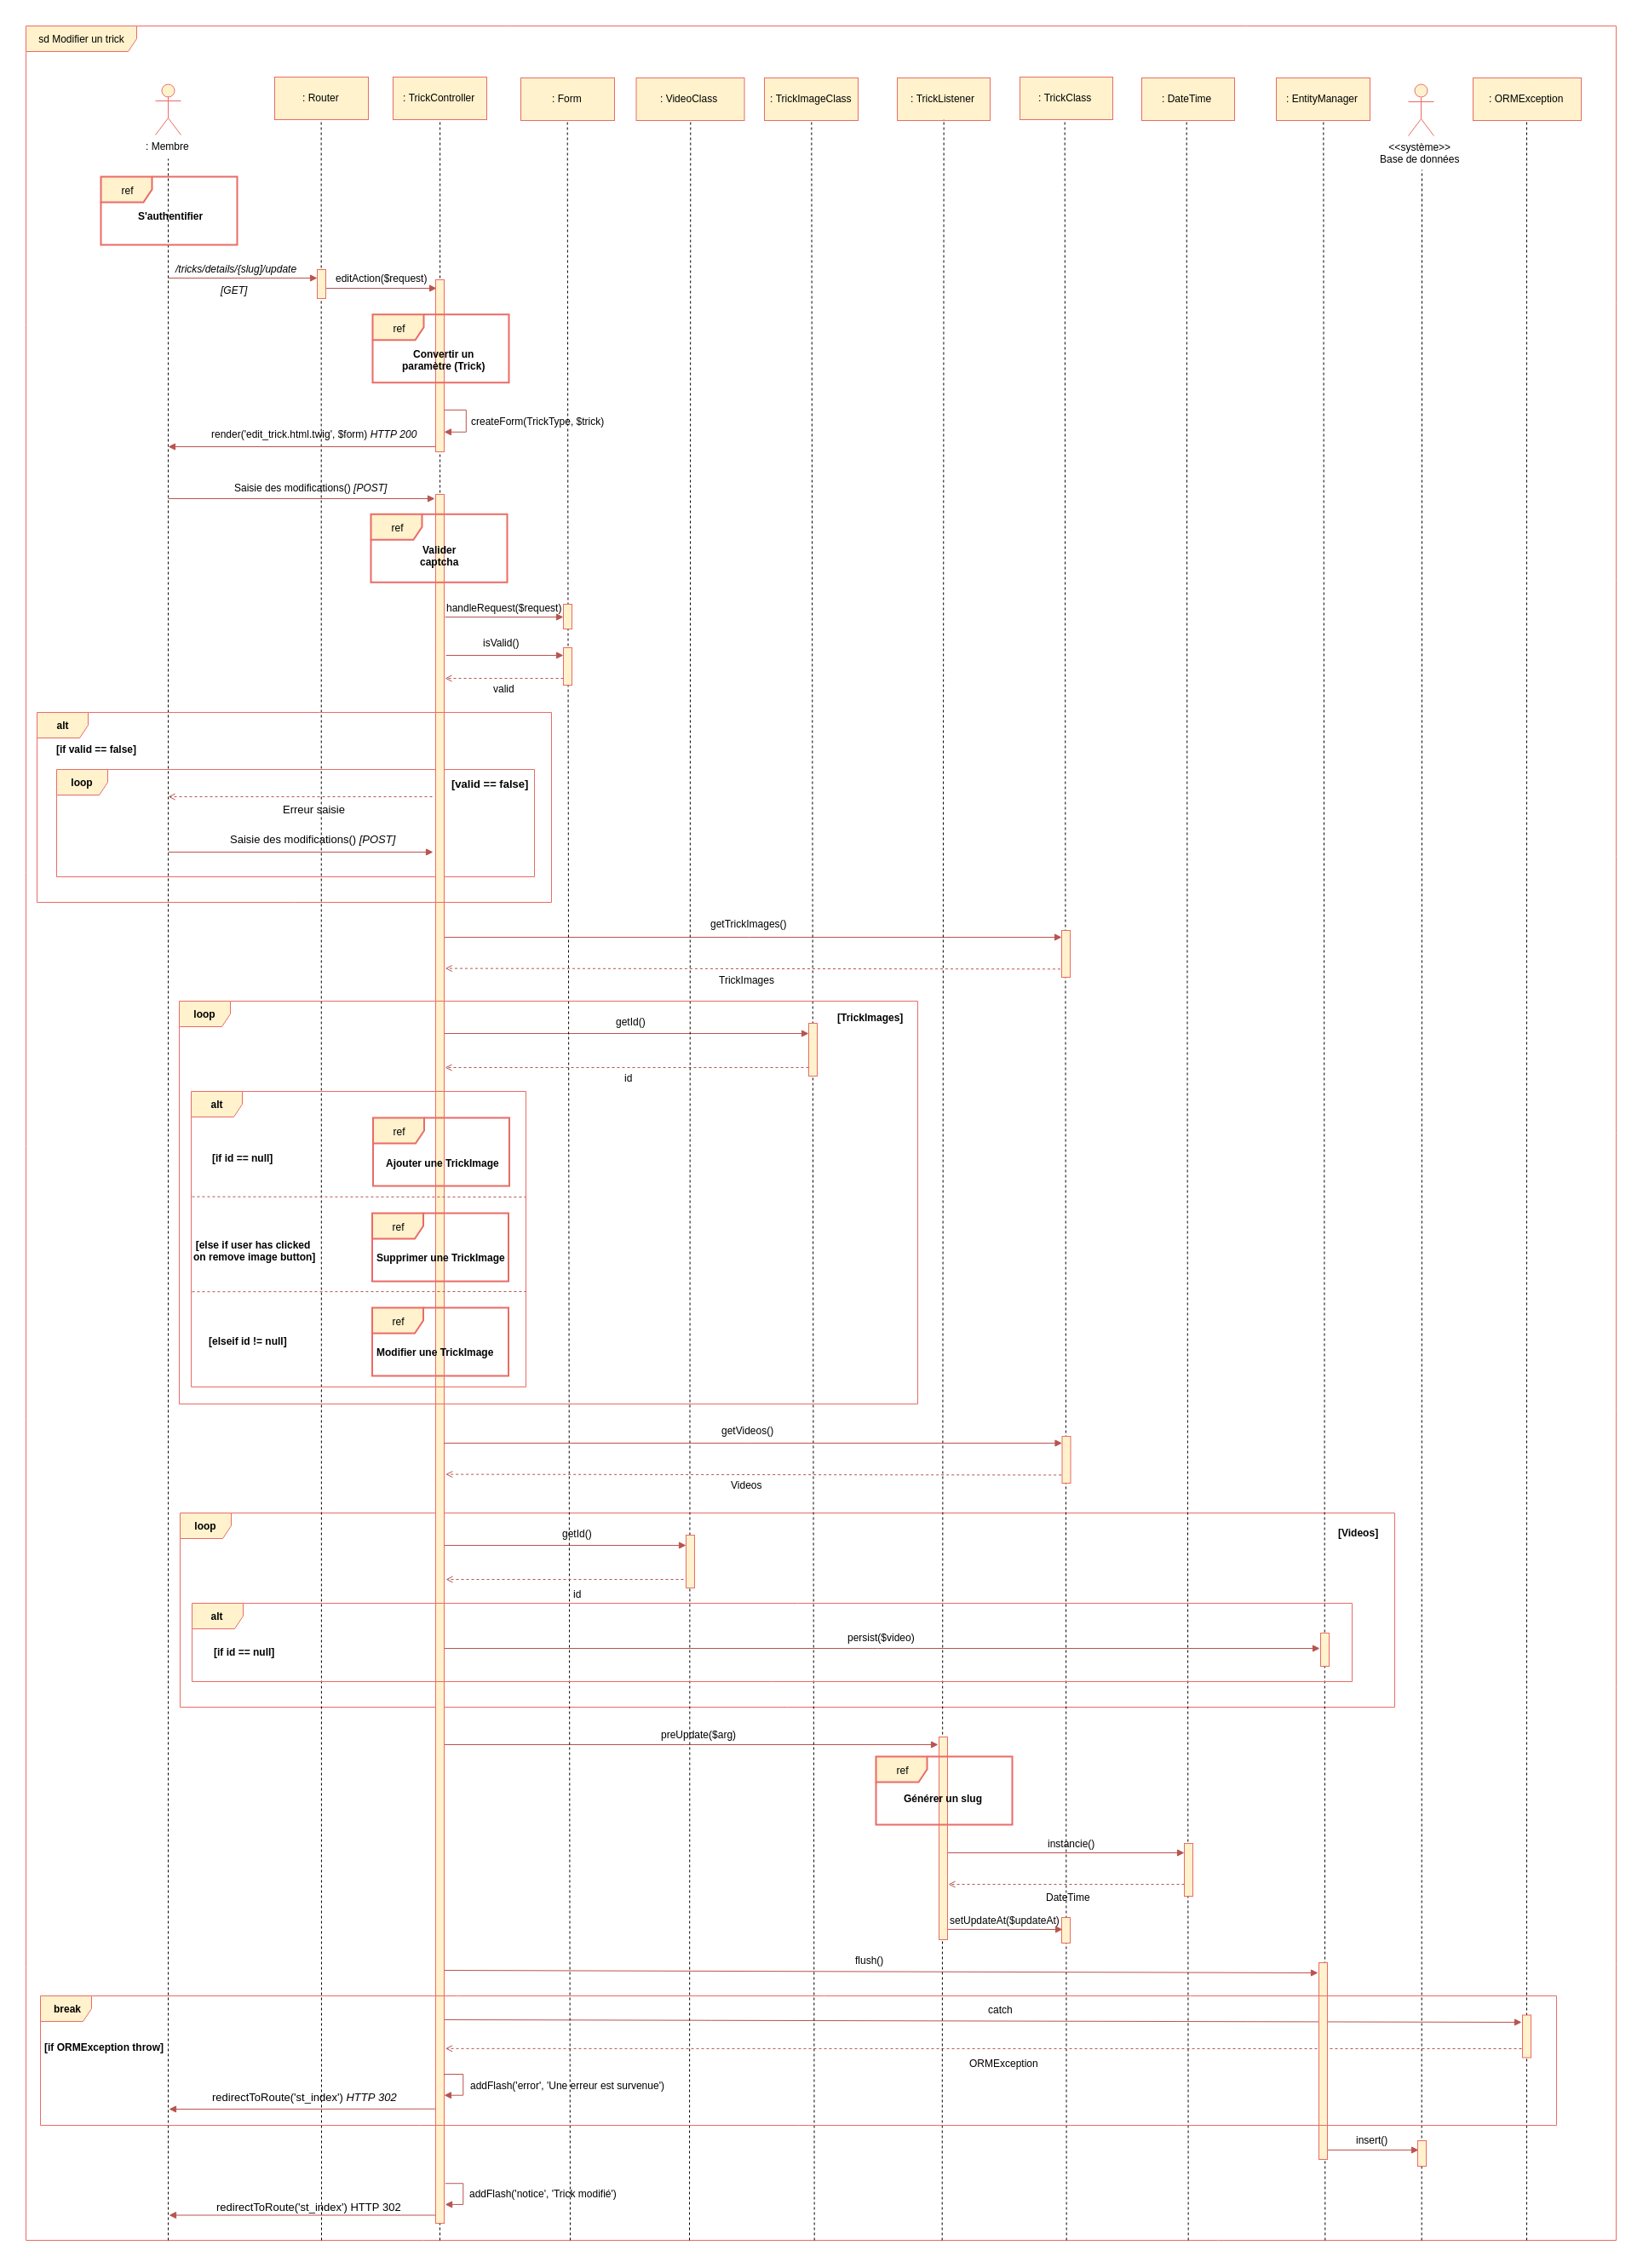 sd Modifier un trick
: Membre
: Router
: TrickController
: Form
: VideoClass
: TrickImageClass
: TrickListener
: TrickClass
: DateTime
: EntityManager
<<système>>
Base de données
: ORMException
ref
S'authentifier
/tricks/details/{slug}/update
[GET]
editAction($request)
ref
Convertir un
paramètre (Trick)
createForm(TrickType, $trick)
render('edit_trick.html.twig', $form) HTTP 200
Saisie des modifications() [POST]
ref
Valider
captcha
handleRequest($request)
isValid()
valid
alt
[if valid == false]
loop
[valid == false]
Erreur saisie
Saisie des modifications() [POST]
getTrickImages()
TrickImages
loop
[TrickImages]
getId()
id
alt
ref
[if id == null]
Ajouter une TrickImage
ref
[else if user has clicked
on remove image button]
Supprimer une TrickImage
ref
[elseif id != null]
Modifier une TrickImage
getVideos()
Videos
loop
[Videos]
getId()
id
alt
[if id == null]
persist($video)
preUpdate($arg)
ref
Générer un slug
instancie()
DateTime
setUpdateAt($updateAt)
flush()
break
catch
[if ORMException throw]
ORMException
addFlash('error', 'Une erreur est survenue')
redirectToRoute('st_index') HTTP 302
insert()
addFlash('notice', 'Trick modifié')
redirectToRoute('st_index') HTTP 302